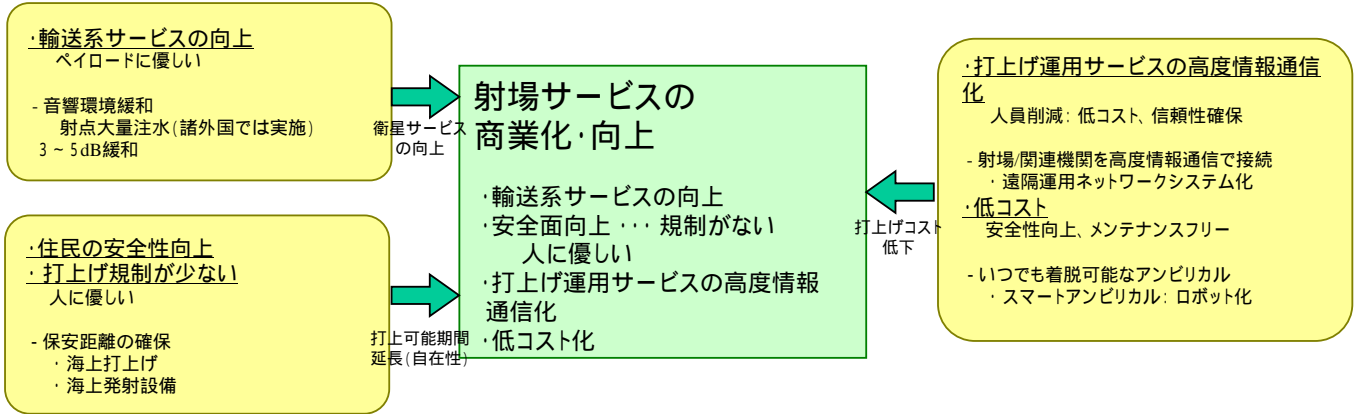 ·輸送系サービスの向上
ペイロードに優しい
- 音響環境緩和
射点大量注水(諸外国では実施)
3~5dB緩和
衛星サービス
の向上
·住民の安全性向上
・打上げ規制が少ない
人に優しい
- 保安距離の確保
・海上打上げ
・海上発射設備
打上可能期間
延長(自在性)
射場サービスの
商業化·向上
·輸送系サービスの向上
·安全面向上 ··· 規制がない
人に優しい
·打上げ運用サービスの高度情報
通信化
·低コスト化
打上げコスト
低下
·打上げ運用サービスの高度情報通信
化
人員削減: 低コスト、信頼性確保
- 射場/関連機関を高度情報通信で接続
・遠隔運用ネットワークシステム化
·低コスト
安全性向上、メンテナンスフリー
- いつでも着脱可能なアンビリカル
・スマートアンビリカル: ロボット化